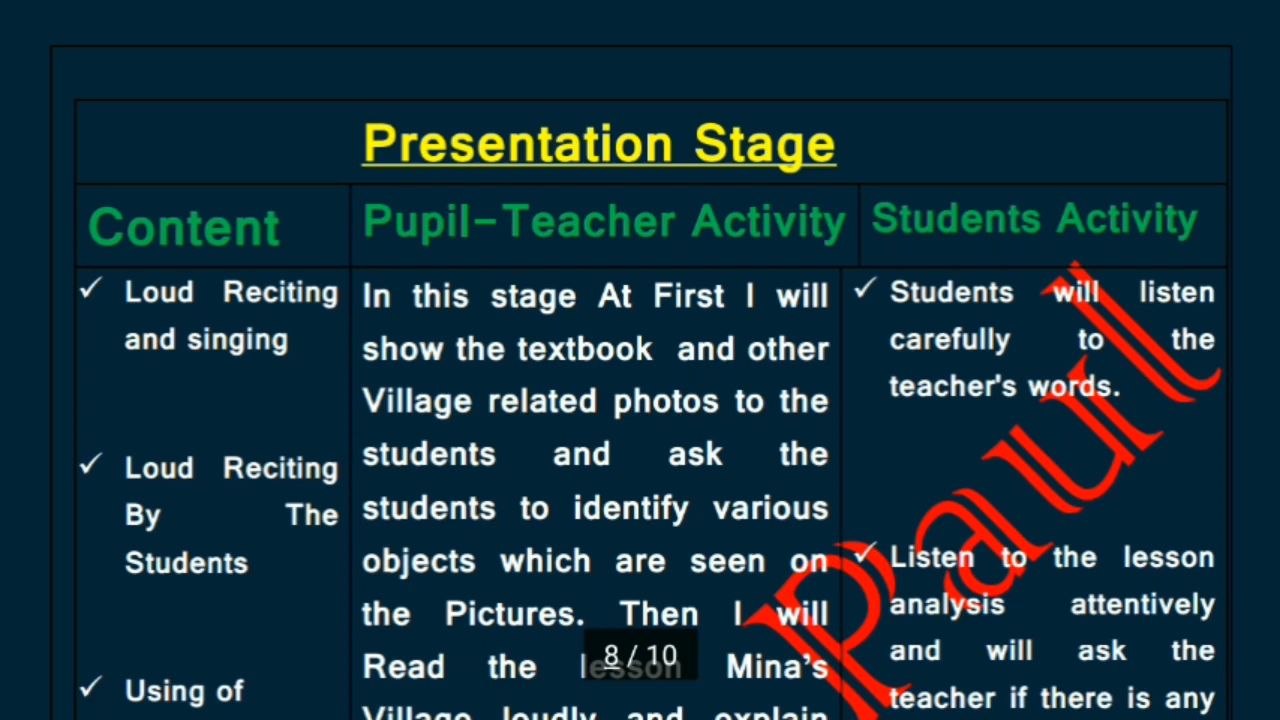 Presentation Stage
Content
Pupil-Teacher Activity
Students Activity
✓ Loud Reciting
and singing
✓ Loud Reciting
By The
Students
✓ Using of
In this stage At First I will
show the textbook and other
Village related photos to the
students and ask the
students to identify various
objects which are seen on
the Pictures. Then I will
Read the lesson Mina's
Village loudly and explain
✓ Students will listen
carefully to the
teacher's words.
✓ Listen to the lesson
analysis attentively
and will ask the
teacher if there is any
Paul
8 / 10